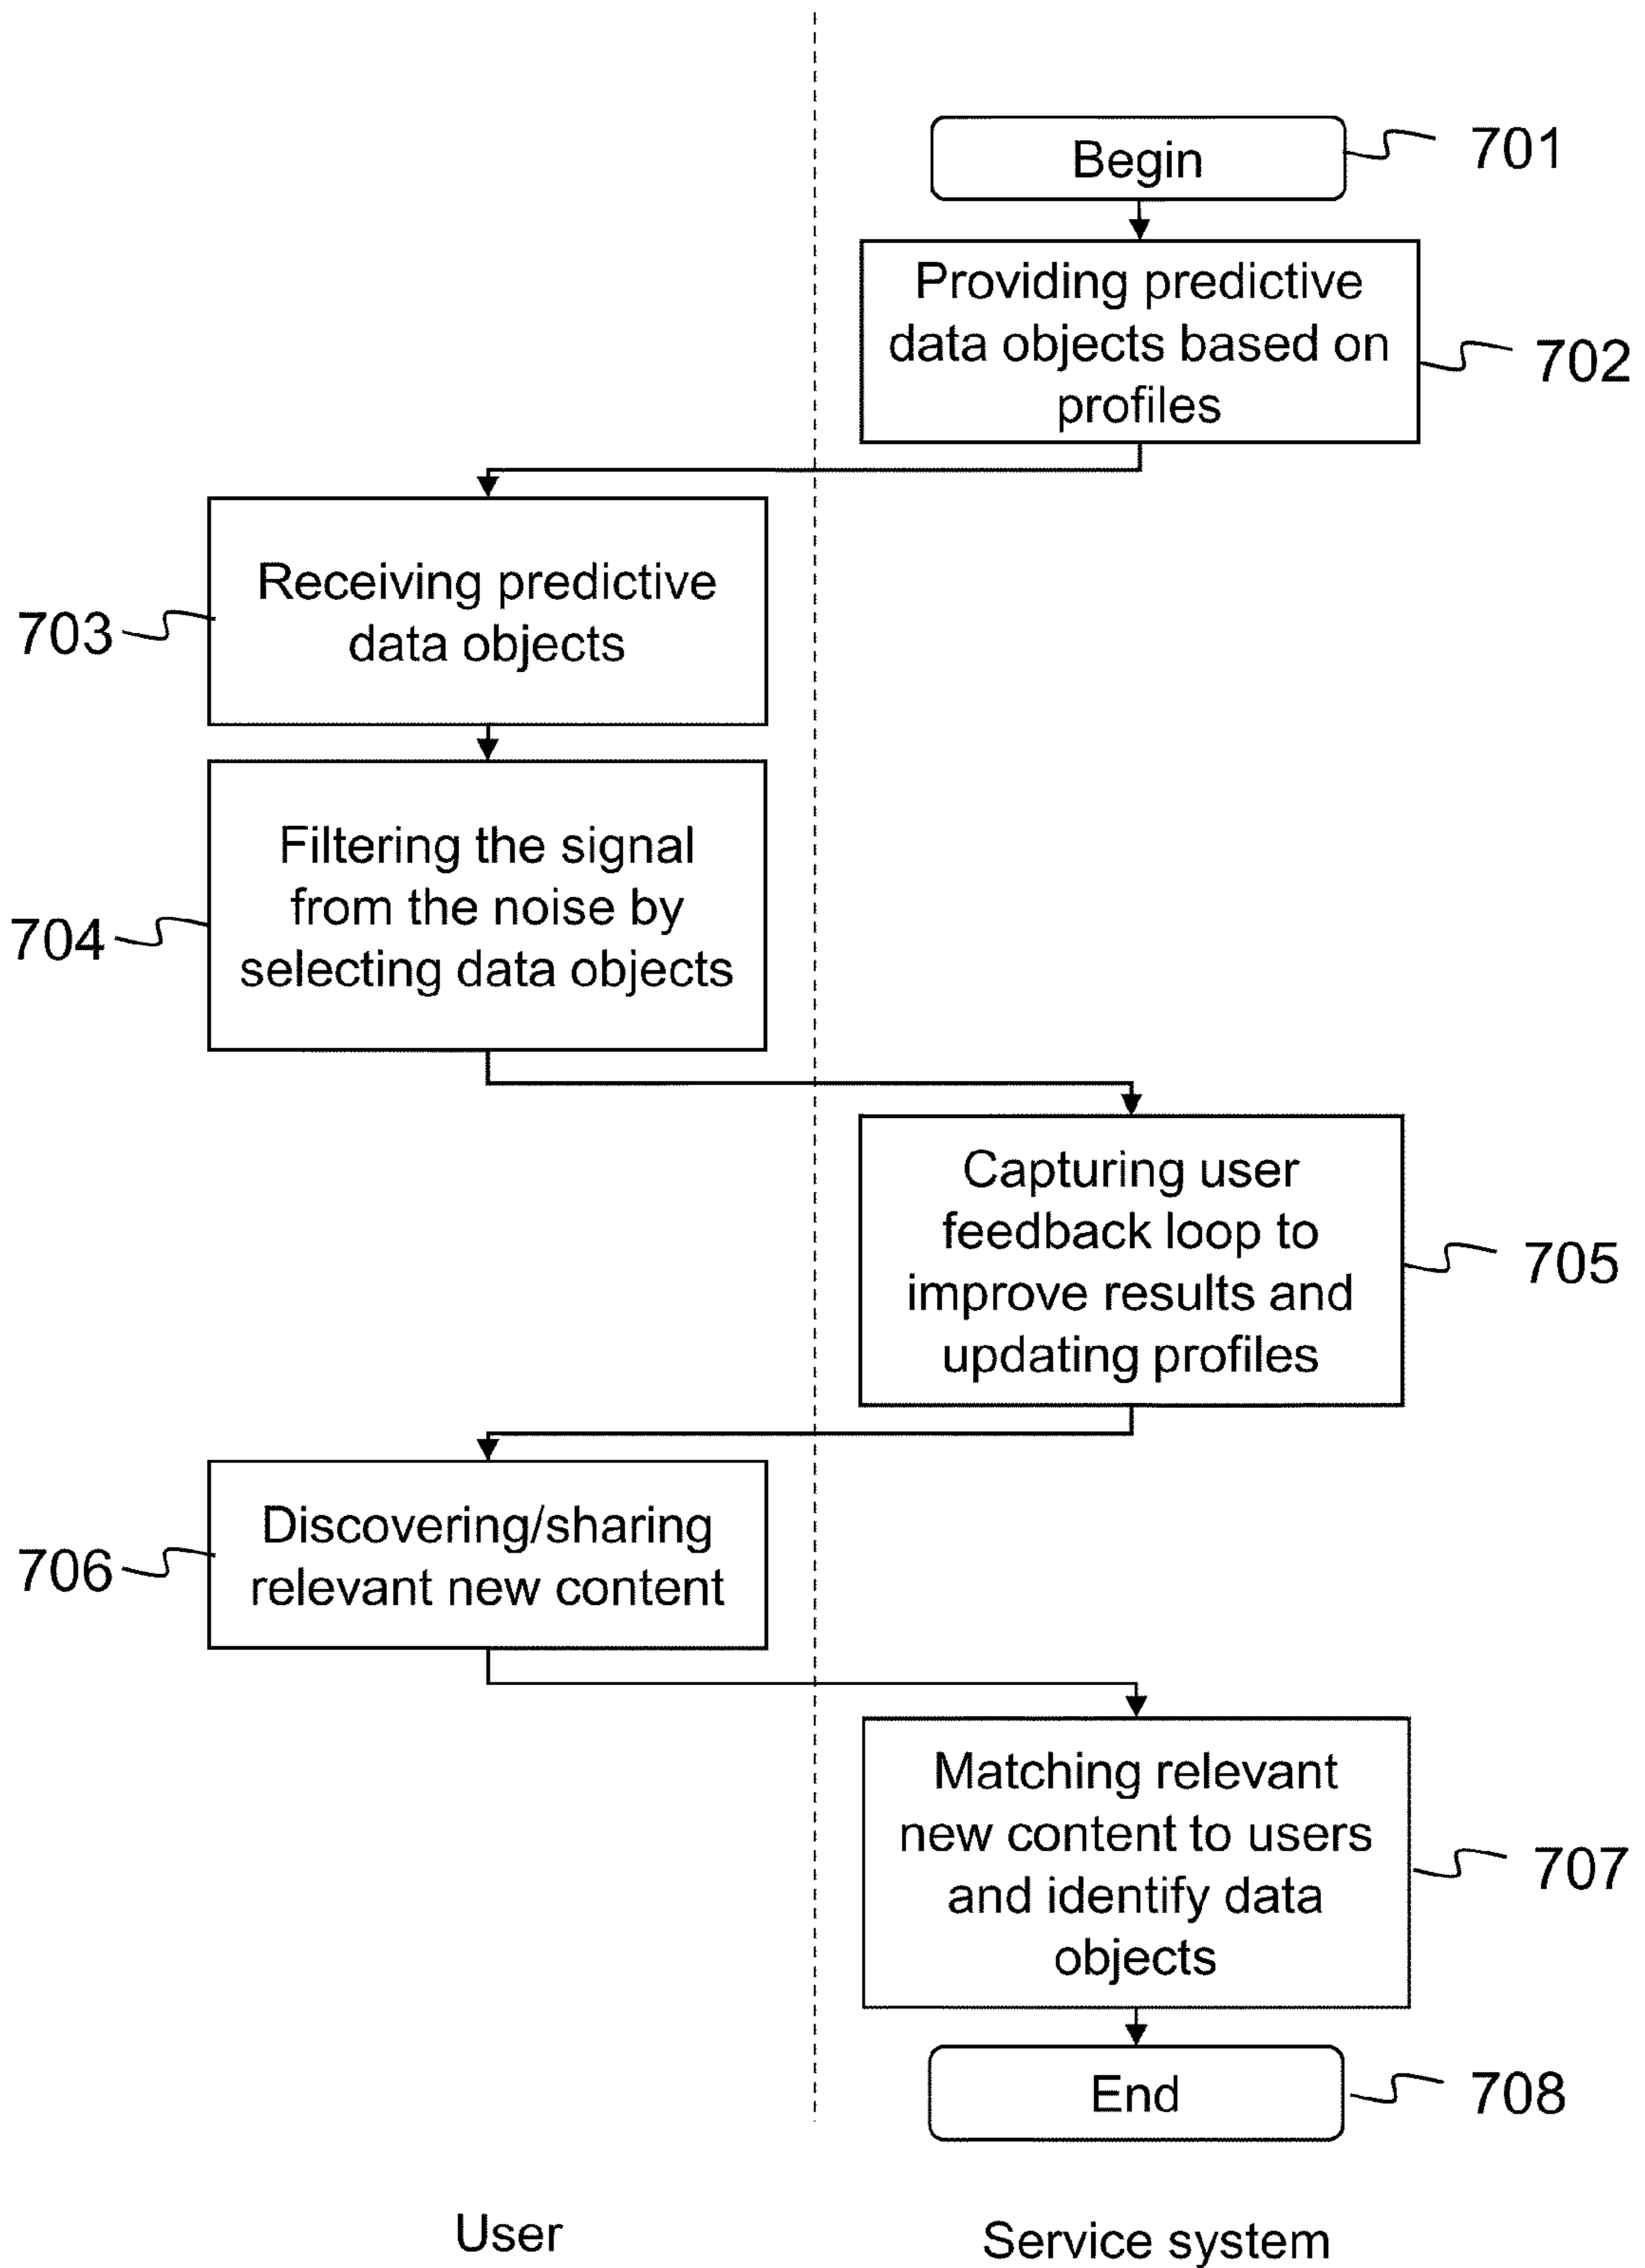 Begin
701
Providing predictive
data objects based on
profiles
702
Receiving predictive
data objects
703
Filtering the signal
from the noise by
selecting data objects
704
Capturing user
feedback loop to
improve results and
updating profiles
705
Discovering/sharing
relevant new content
706
Matching relevant
new content to users
and identify data
objects
707
End
708
User
Service system